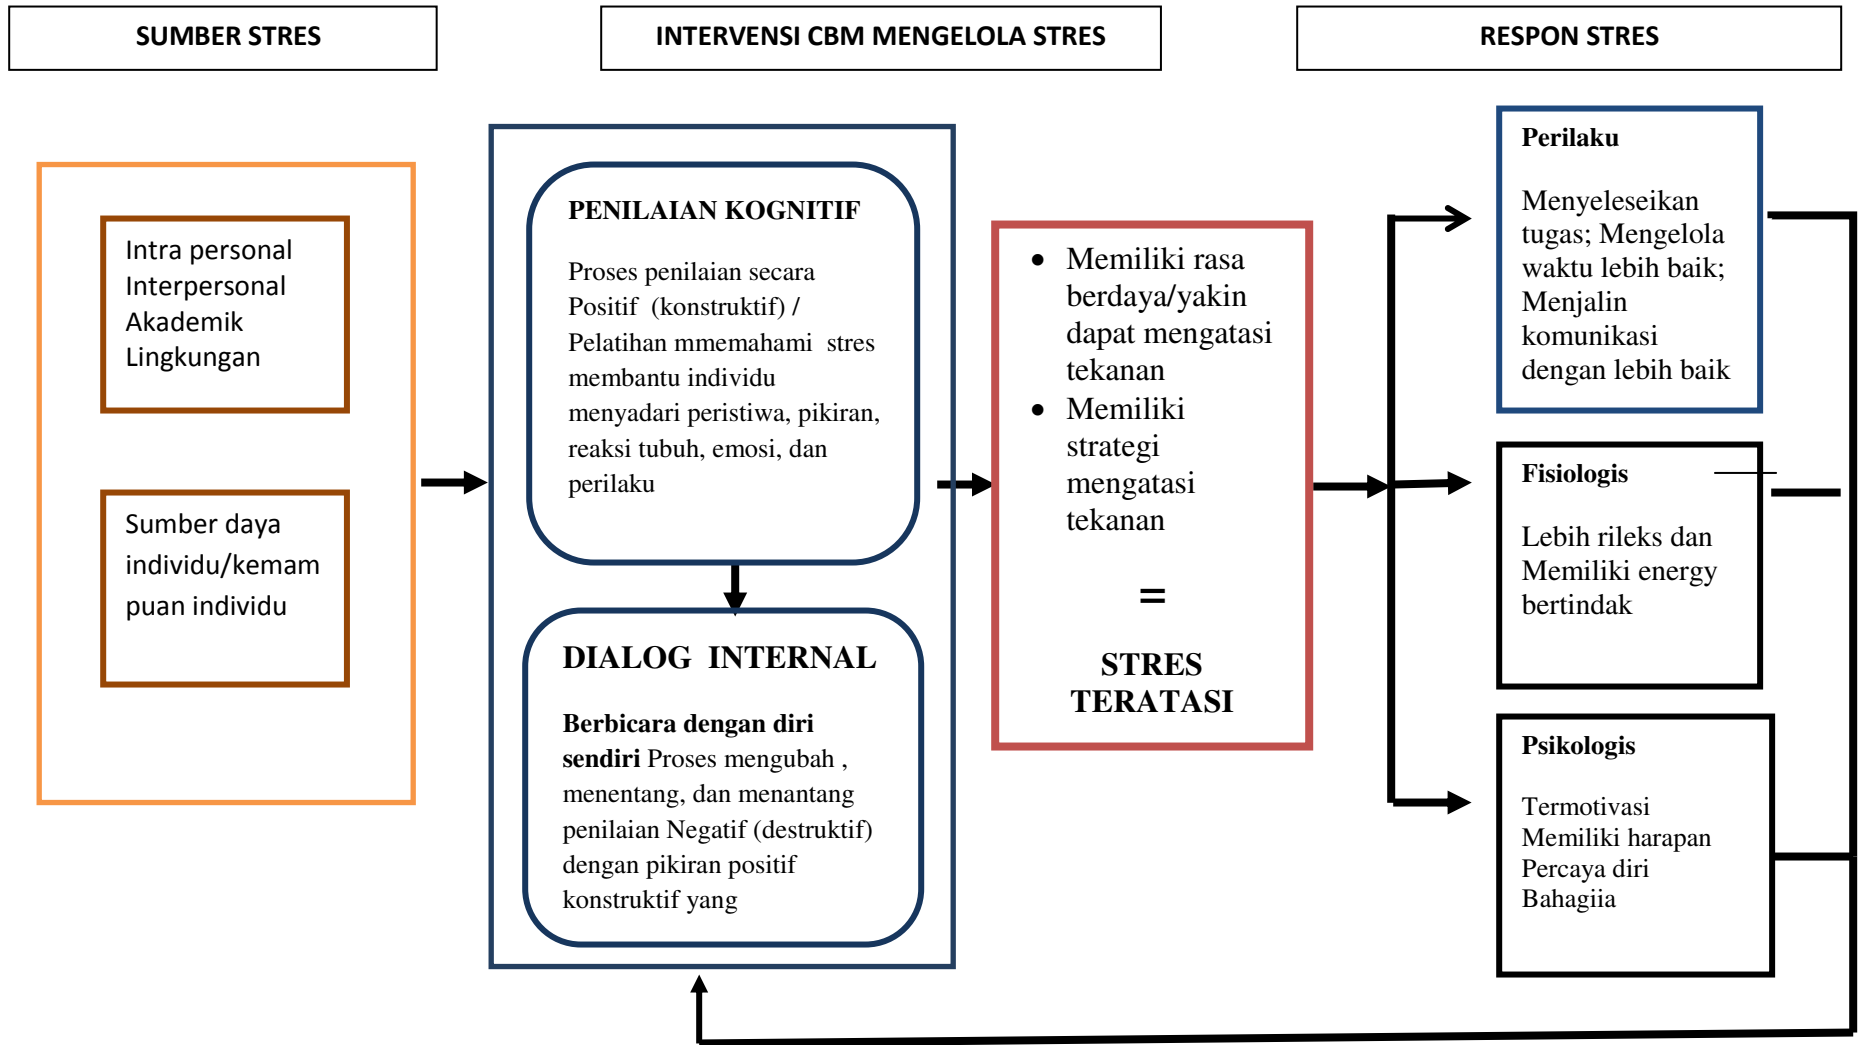 SUMBER STRES
INTERVENSI CBM MENGELOLA STRES
RESPON STRES
Intra personal
Interpersonal
Akademik
Lingkungan
Sumber daya
individu/kemam
puan individu
PENILAIAN KOGNITIF
Proses penilaian secara
Positif (konstruktif) /
Pelatihan mmemahami stres
membantu individu
menyadari peristiwa, pikiran,
reaksi tubuh, emosi, dan
perilaku
DIALOG INTERNAL
Berbicara dengan diri
sendiri Proses mengubah ,
menentang, dan menantang
penilaian Negatif (destruktif)
dengan pikiran positif
konstruktif yang
• Memiliki rasa
berdaya/yakin
dapat mengatasi
tekanan
• Memiliki
strategi
mengatasi
tekanan
=
STRES
TERATASI
Perilaku
Menyeleseikan
tugas; Mengelola
waktu lebih baik;
Menjalin
komunikasi
dengan lebih baik
Fisiologis
Lebih rileks dan
Memiliki energy
bertindak
Psikologis
Termotivasi
Memiliki harapan
Percaya diri
Bahagiia